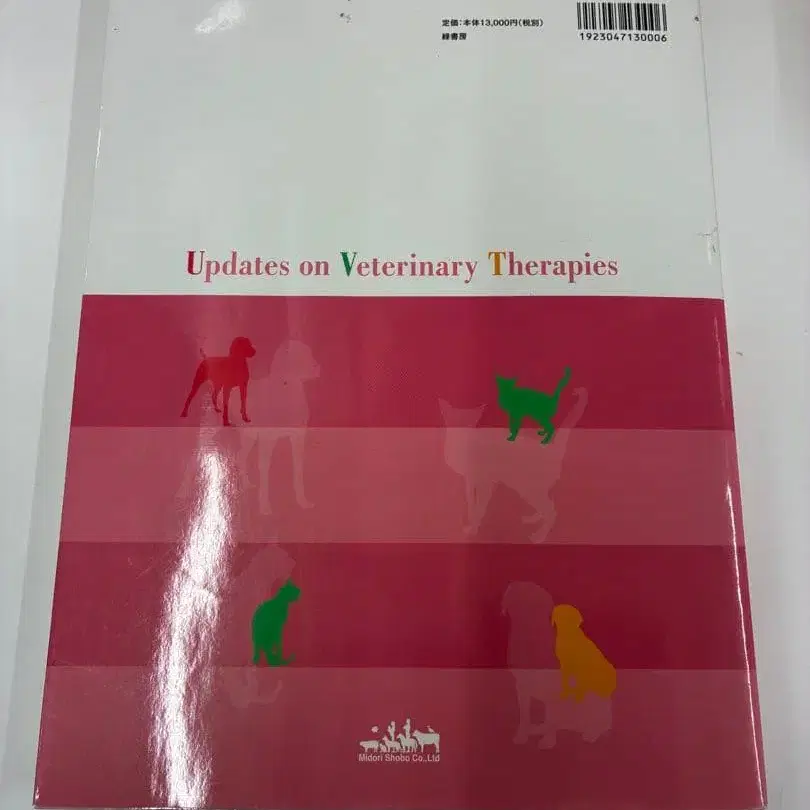 定価:本体13,000円(税別)
緑書房
1923047130006
Updates on Veterinary Therapies
Midori Shobo Co.,Ltd